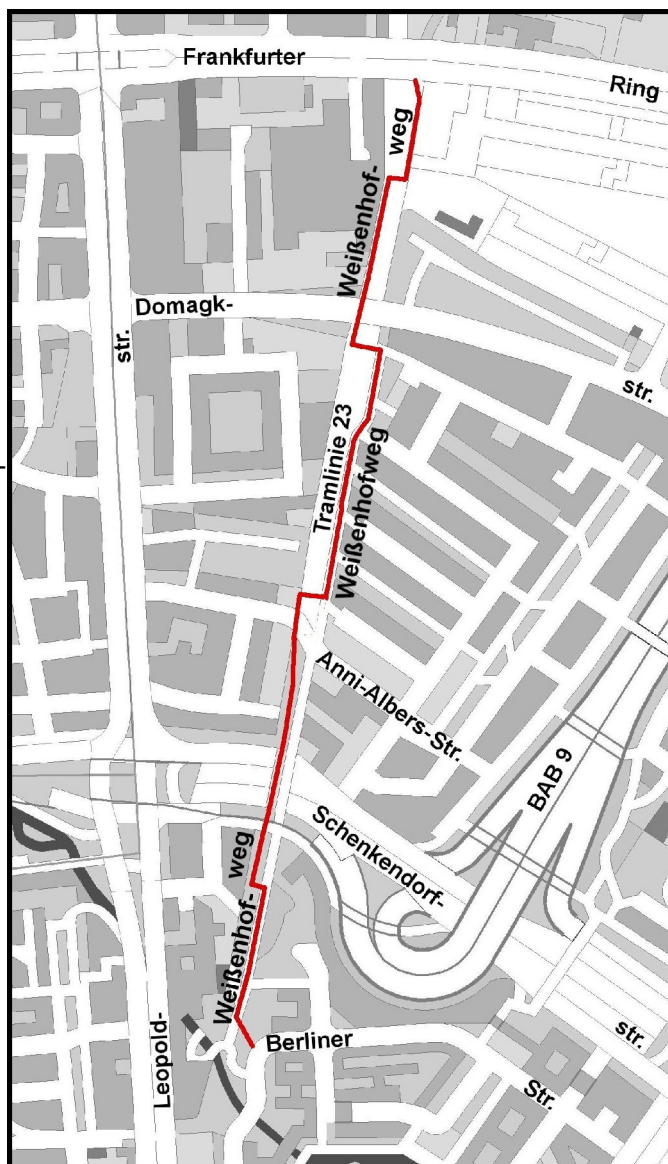 Frankfurter
Ring
Weißenhof-
weg
Domagk-
str.
str.
Tramlinie 23
Weißenhofweg
Anni-Albers-Str.
BAB 9
Schenkendorf-
str.
Weißenhof-
weg
Leopold-
Berliner
Str.